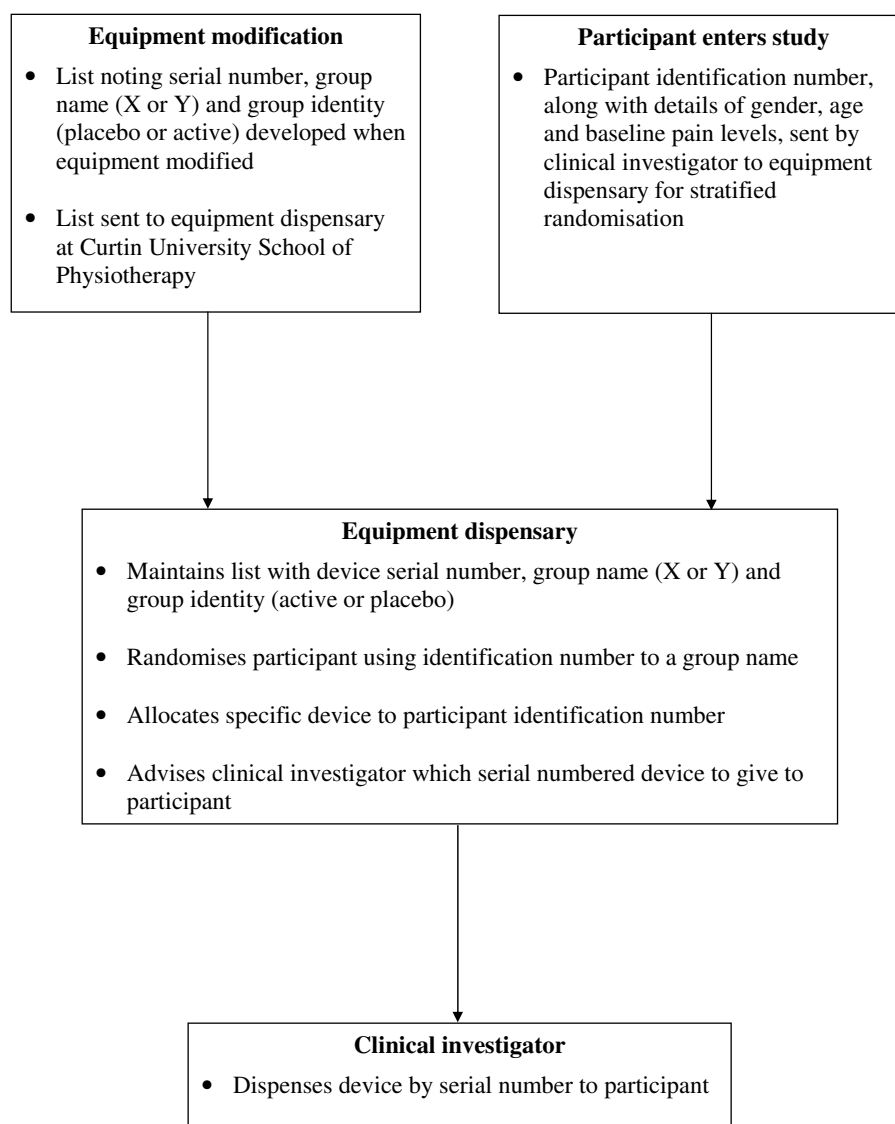 Equipment modification
• List noting serial number, group
name (X or Y) and group identity
(placebo or active) developed when
equipment modified
• List sent to equipment dispensary
at Curtin University School of
Physiotherapy
Participant enters study
• Participant identification number,
along with details of gender, age
and baseline pain levels, sent by
clinical investigator to equipment
dispensary for stratified
randomisation
Equipment dispensary
• Maintains list with device serial number, group name (X or Y) and
group identity (active or placebo)
• Randomises participant using identification number to a group name
• Allocates specific device to participant identification number
• Advises clinical investigator which serial numbered device to give to
participant
Clinical investigator
• Dispenses device by serial number to participant